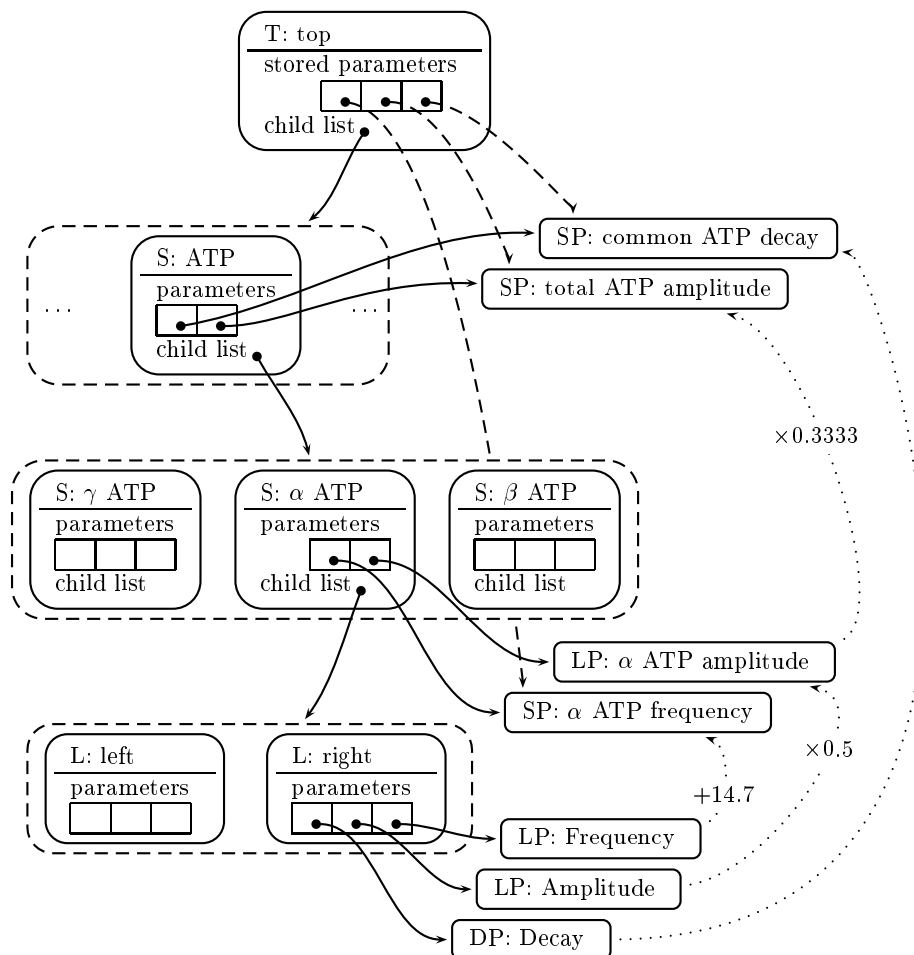 T: top
stored parameters
child list
SP: common ATP decay
S: ATP
parameters
child list
SP: total ATP amplitude
. . .
. . .
×0.3333
S: γ ATP
parameters
child list
S: α ATP
parameters
child list
S: β ATP
parameters
child list
LP: α ATP amplitude
SP: α ATP frequency
×0.5
+14.7
L: left
parameters
L: right
parameters
LP: Frequency
LP: Amplitude
DP: Decay